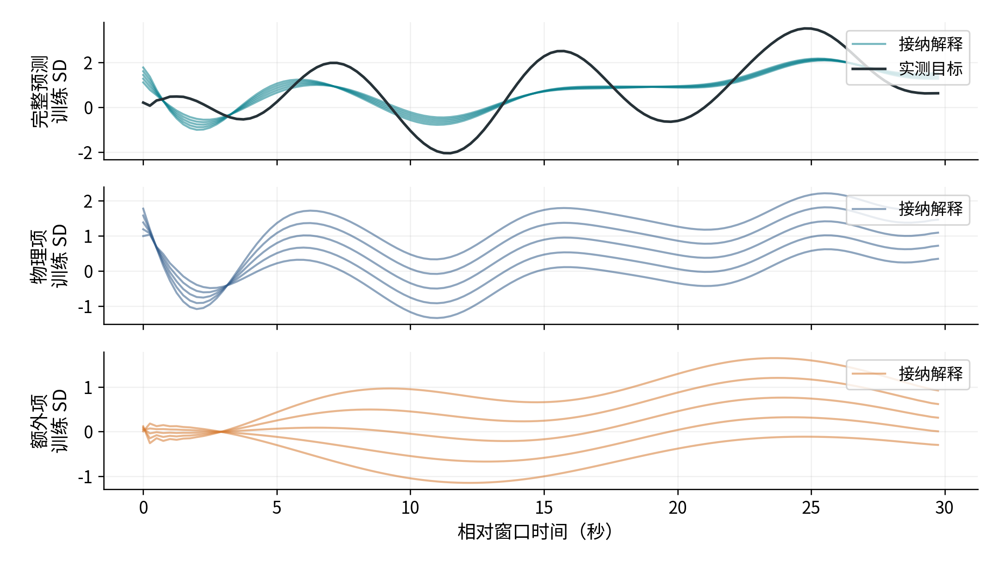 完整预测
训练 SD
2
0
-2
接纳解释
实测目标
物理项
训练 SD
2
1
0
-1
接纳解释
额外项
训练 SD
1
0
-1
接纳解释
0 5 10 15 20 25 30
相对窗口时间（秒）